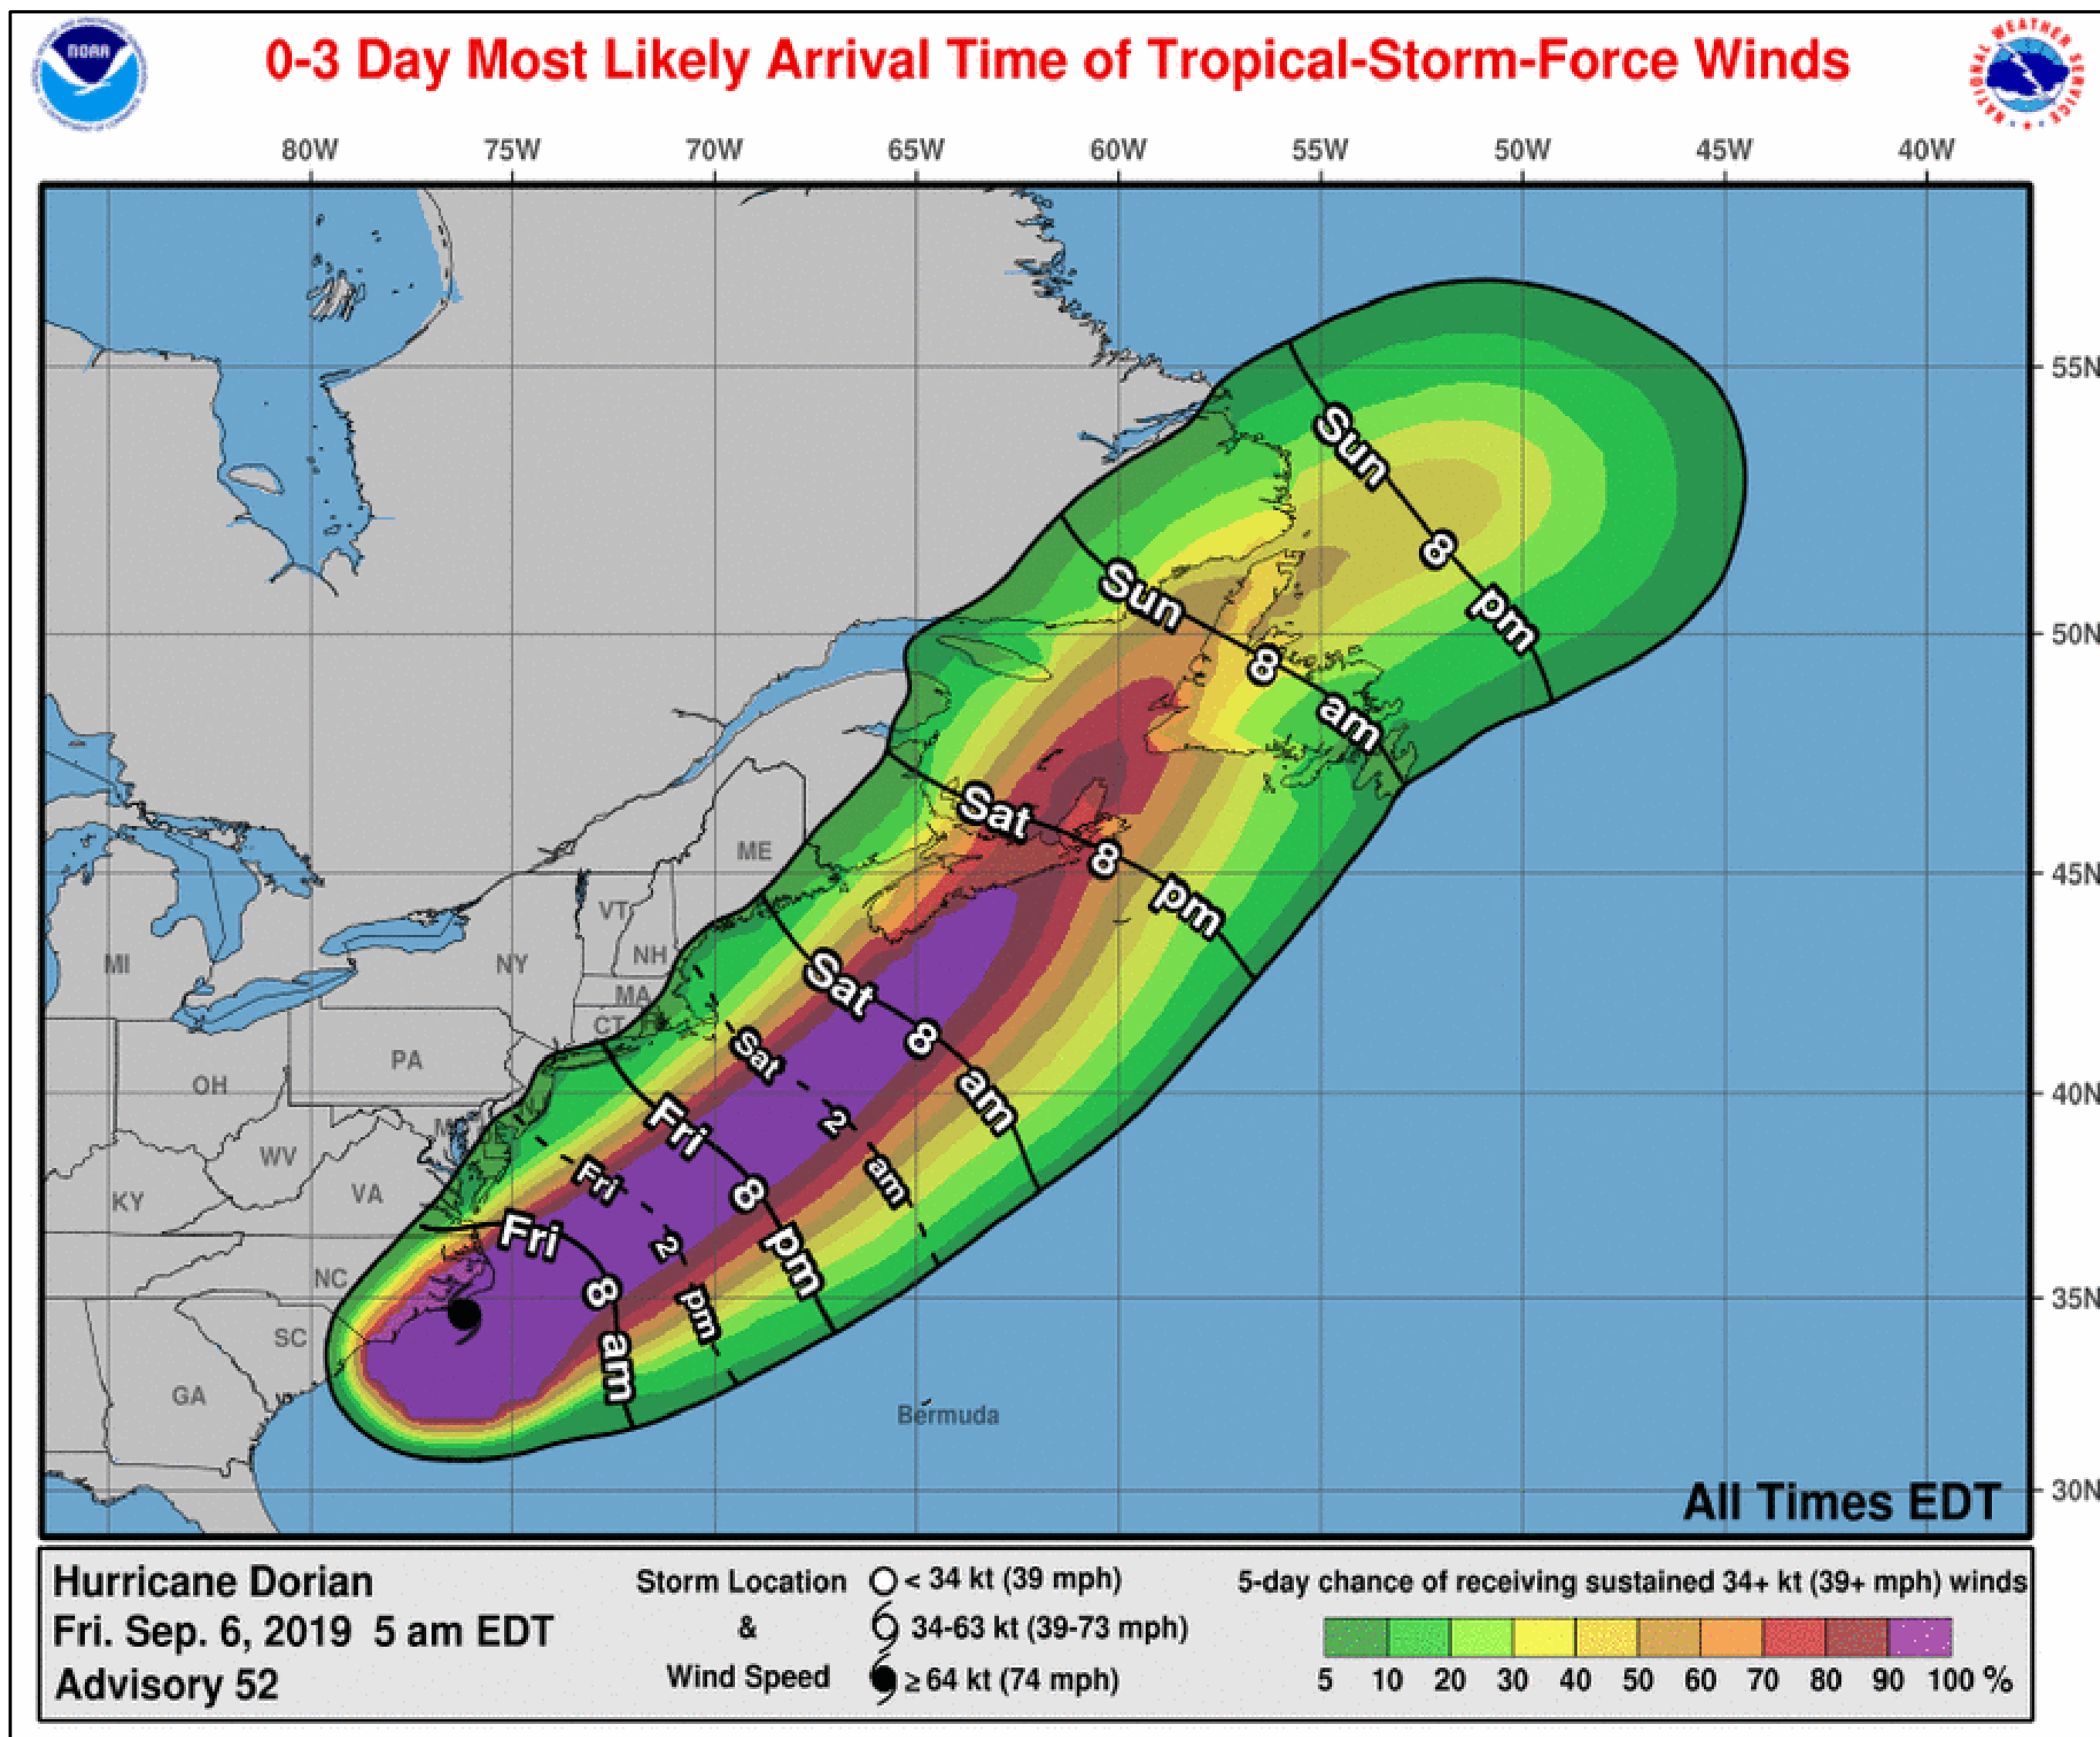 0-3 Day Most Likely Arrival Time of Tropical-Storm-Force Winds
NOAA
NATIONAL WEATHER SERVICE
80W 75W 70W 65W 60W 55W 50W 45W 40W
55N
50N
45N
40N
35N
30N
Sun 8 pm
Sun 8 am
Sat 8 pm
Sat 8 am
Sat 2 am
Fri 8 pm
Fri 2 pm
Fri 8 am
ME
VT
NH
MI
NY
MA
CT
PA
OH
WV
VA
KY
NC
SC
GA
Bermuda
All Times EDT
Hurricane Dorian
Fri. Sep. 6, 2019 5 am EDT
Advisory 52
Storm Location
&
Wind Speed
< 34 kt (39 mph)
34-63 kt (39-73 mph)
≥ 64 kt (74 mph)
5-day chance of receiving sustained 34+ kt (39+ mph) winds
5 10 20 30 40 50 60 70 80 90 100 %